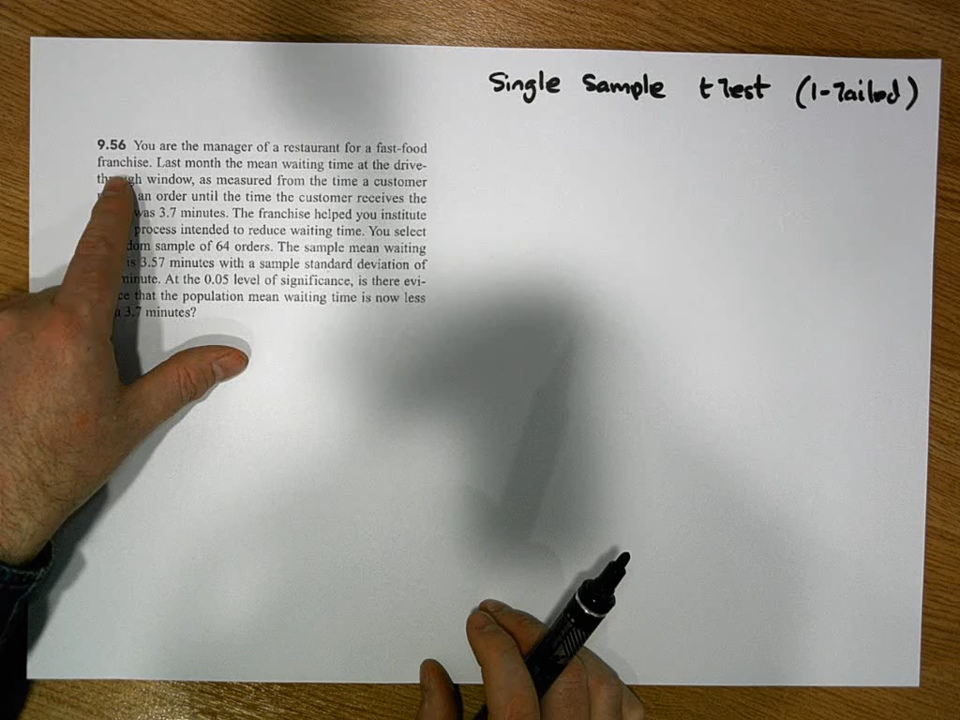 Single Sample t Test (1-Tailed)
9.56 You are the manager of a restaurant for a fast-food
franchise. Last month the mean waiting time at the drive-
through window, as measured from the time a customer
an order until the time the customer receives the
was 3.7 minutes. The franchise helped you institute
process intended to reduce waiting time. You select
sample of 64 orders. The sample mean waiting
is 3.57 minutes with a sample standard deviation of
minute. At the 0.05 level of significance, is there evi-
that the population mean waiting time is now less
3.7 minutes?